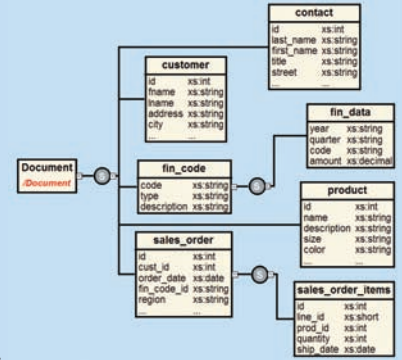 contact
id xs:int
last_name xs:string
first_name xs:string
title xs:string
street xs:string
... ...
customer
id xs:int
fname xs:string
lname xs:string
address xs:string
city xs:string
... ...
fin_data
year xs:string
quarter xs:string
code xs:string
amount xs:decimal
Document
/Document
S
fin_code
code xs:string
type xs:string
description xs:string
S
product
id xs:int
name xs:string
description xs:string
size xs:string
color xs:string
... ...
sales_order
id xs:int
cust_id xs:int
order_date xs:date
fin_code_id xs:string
region xs:string
... ...
S
sales_order_items
id xs:int
line_id xs:short
prod_id xs:int
quantity xs:int
ship_date xs:date